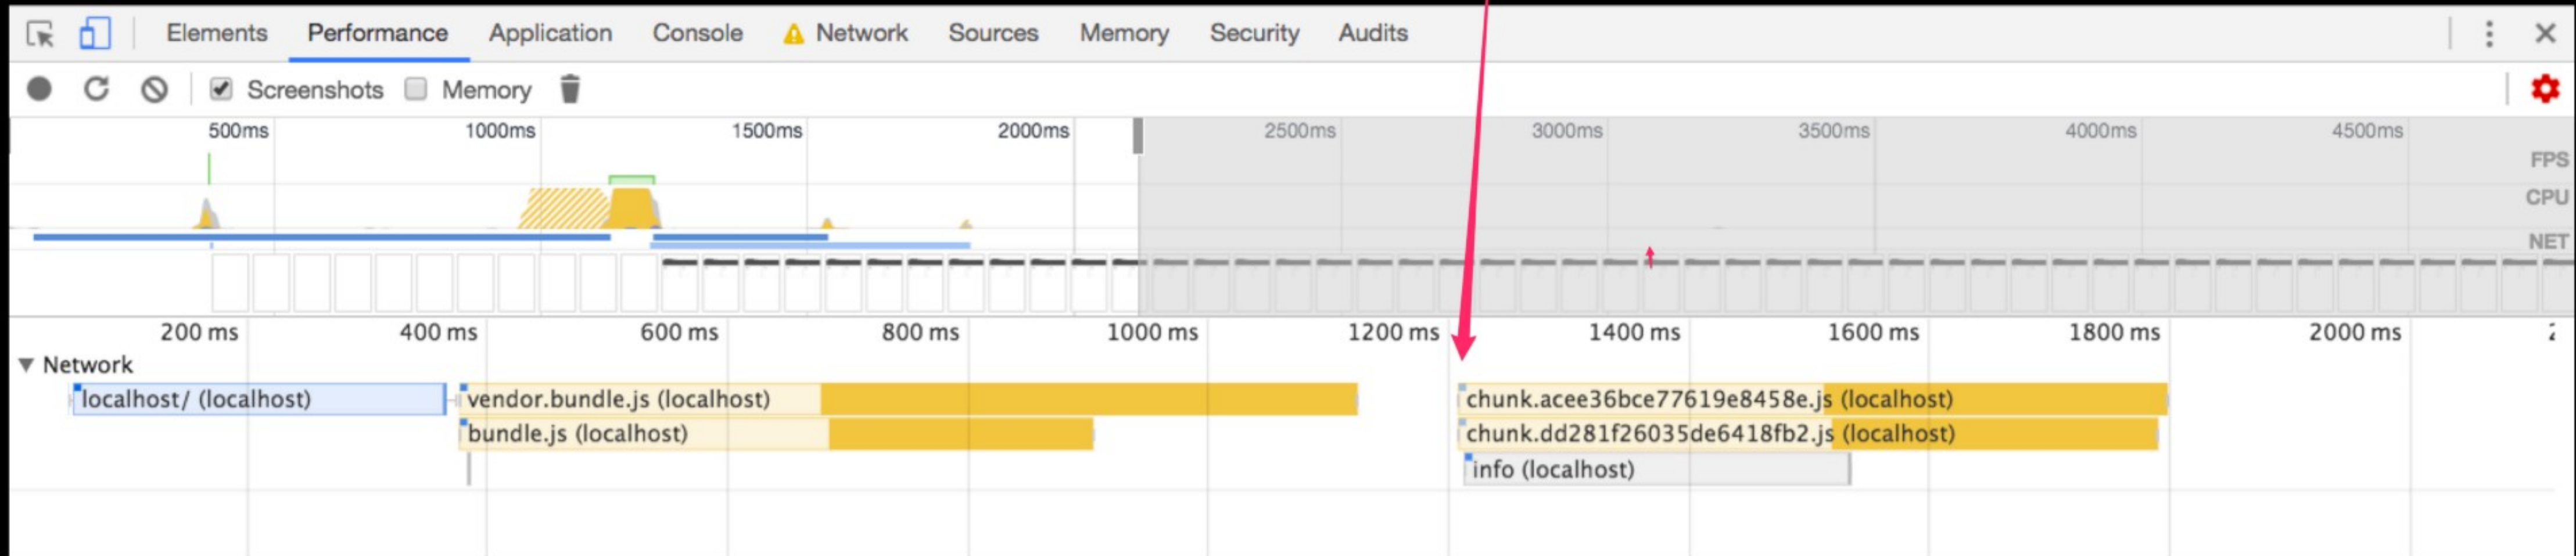 Elements Performance Application Console Network Sources Memory Security Audits
Screenshots Memory
500ms 1000ms 1500ms 2000ms 2500ms 3000ms 3500ms 4000ms 4500ms
FPS
CPU
NET
200 ms 400 ms 600 ms 800 ms 1000 ms 1200 ms 1400 ms 1600 ms 1800 ms 2000 ms
Network
localhost/ (localhost) vendor.bundle.js (localhost) chunk.acee36bce77619e8458e.js (localhost)
bundle.js (localhost) chunk.dd281f26035de6418fb2.js (localhost)
info (localhost)